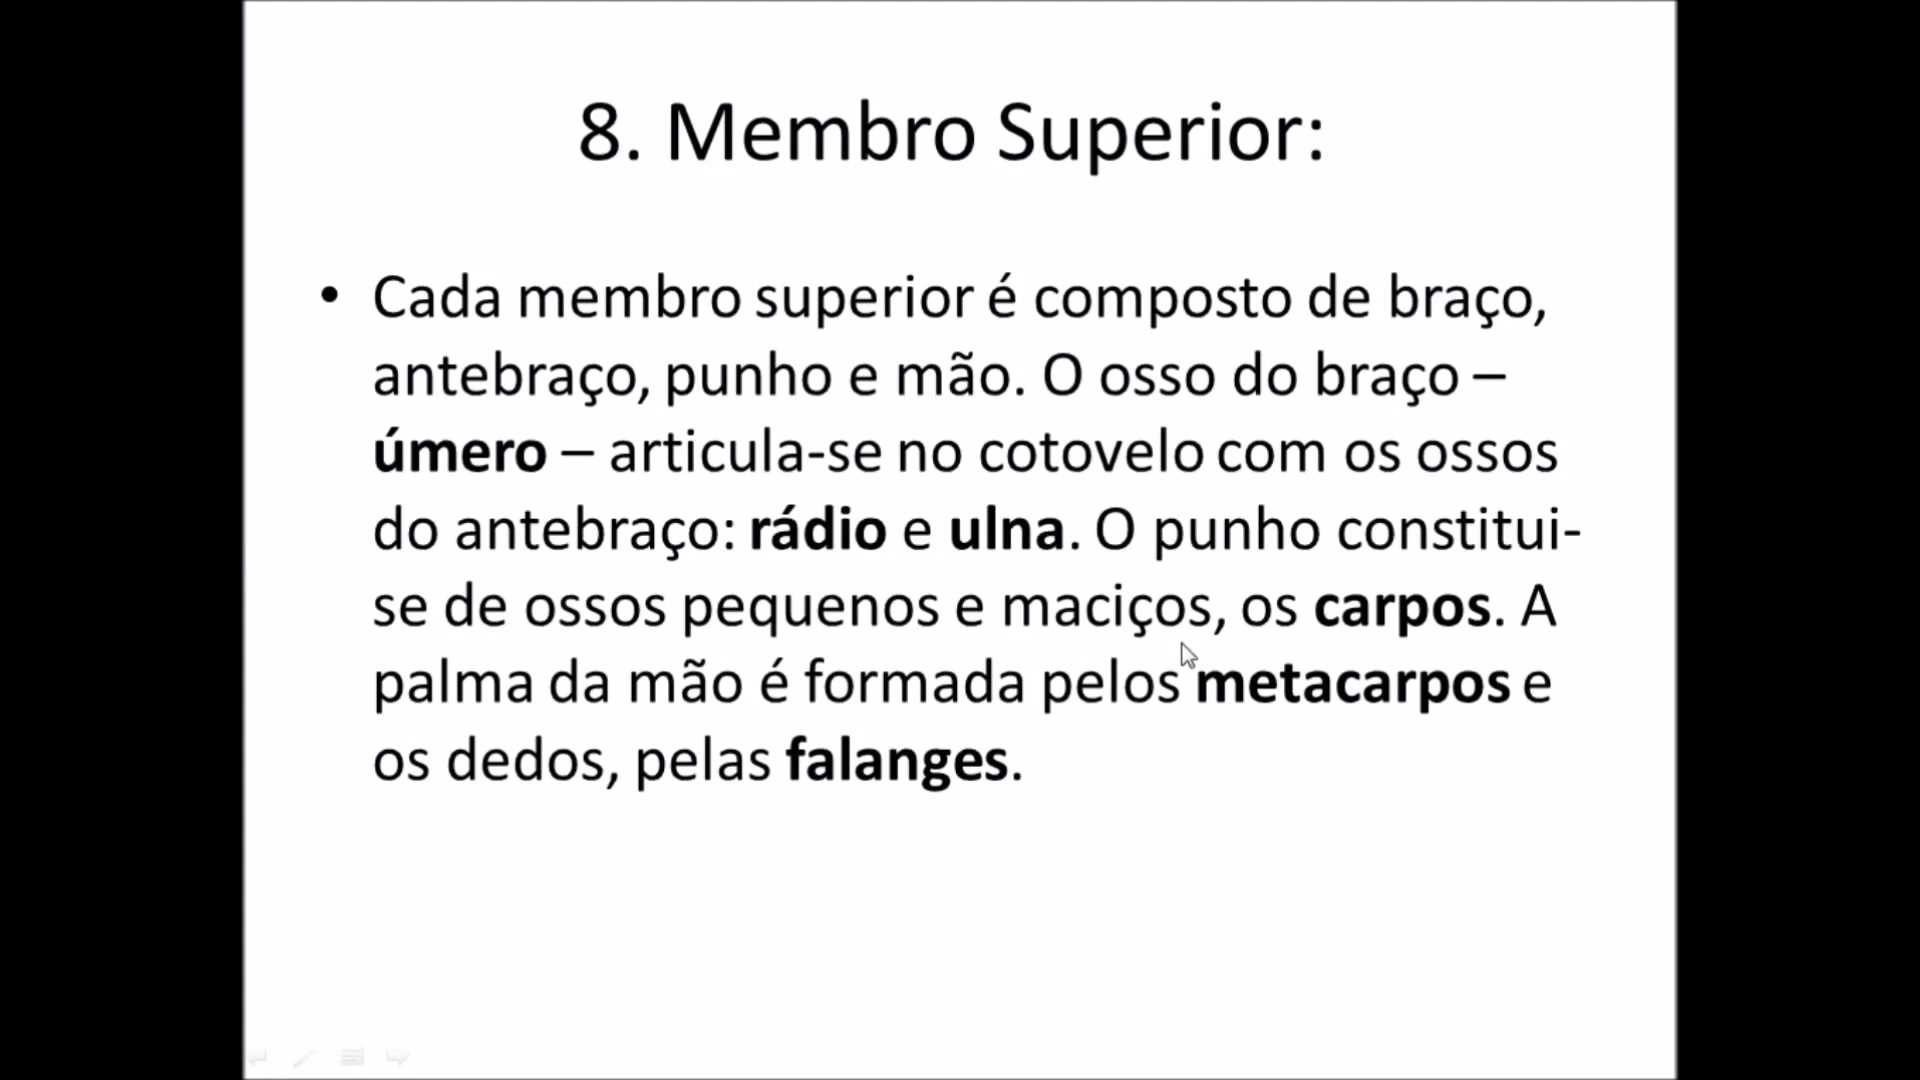 8. Membro Superior:
• Cada membro superior é composto de braço,
antebraço, punho e mão. O osso do braço –
úmero – articula-se no cotovelo com os ossos
do antebraço: rádio e ulna. O punho constitui-
se de ossos pequenos e maciços, os carpos. A
palma da mão é formada pelos metacarpos e
os dedos, pelas falanges.